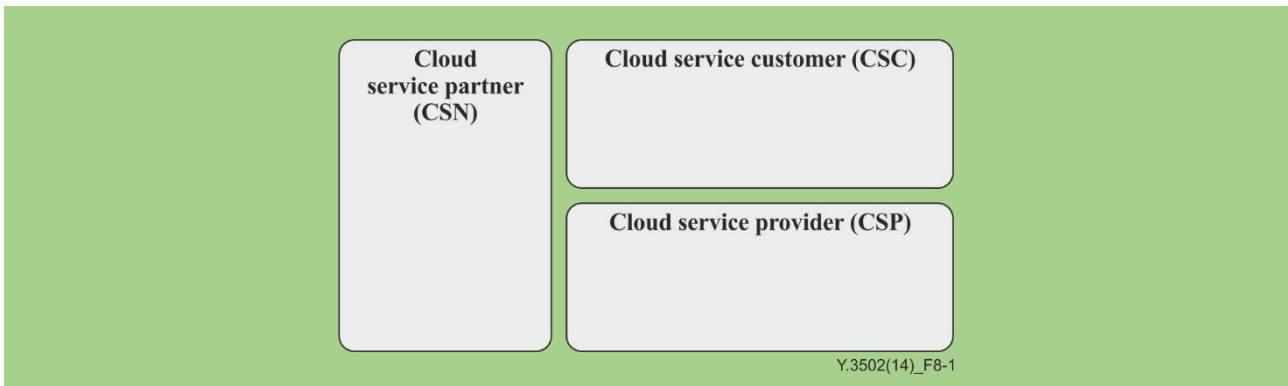 Cloud
service partner
(CSN)
Cloud service customer (CSC)
Cloud service provider (CSP)
Y.3502(14)_F8-1